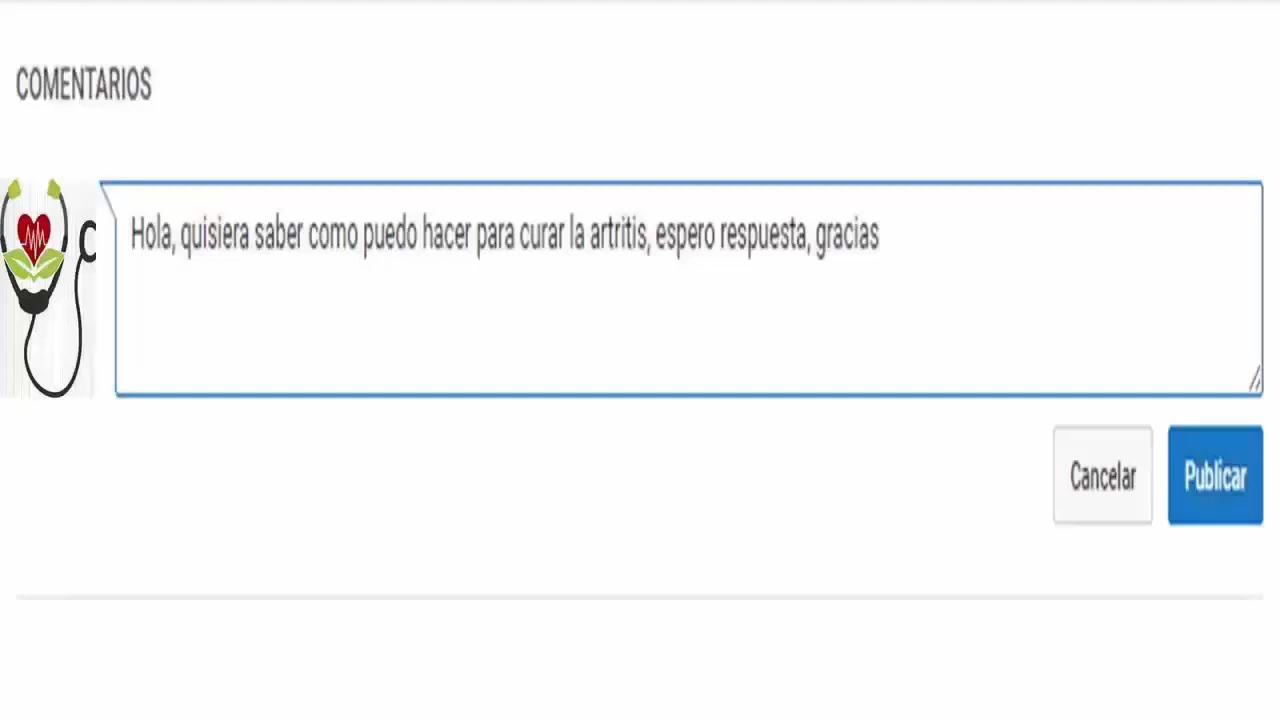 COMENTARIOS
Hola, quisiera saber como puedo hacer para curar la artritis, espero respuesta, gracias
Cancelar
Publicar